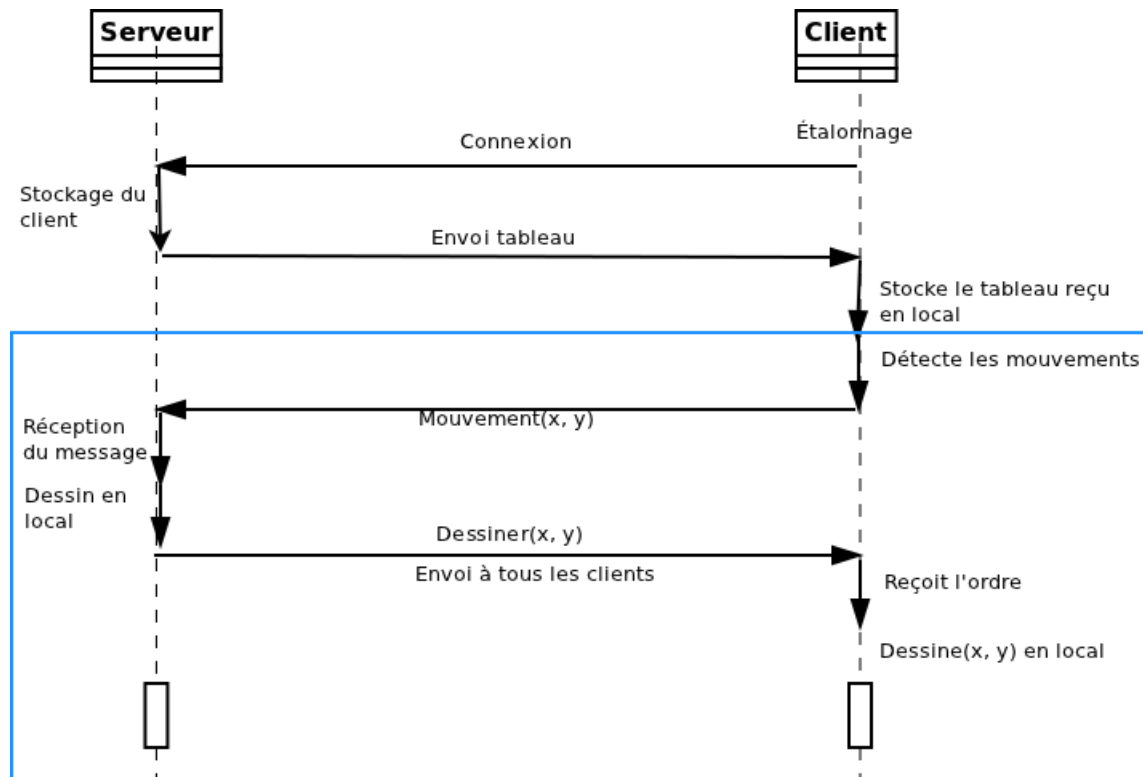 Serveur
Client
Étalonnage
Connexion
Stockage du
client
Envoi tableau
Stocke le tableau reçu
en local
Détecte les mouvements
Mouvement(x, y)
Réception
du message
Dessin en
local
Dessiner(x, y)
Envoi à tous les clients
Reçoit l'ordre
Dessine(x, y) en local